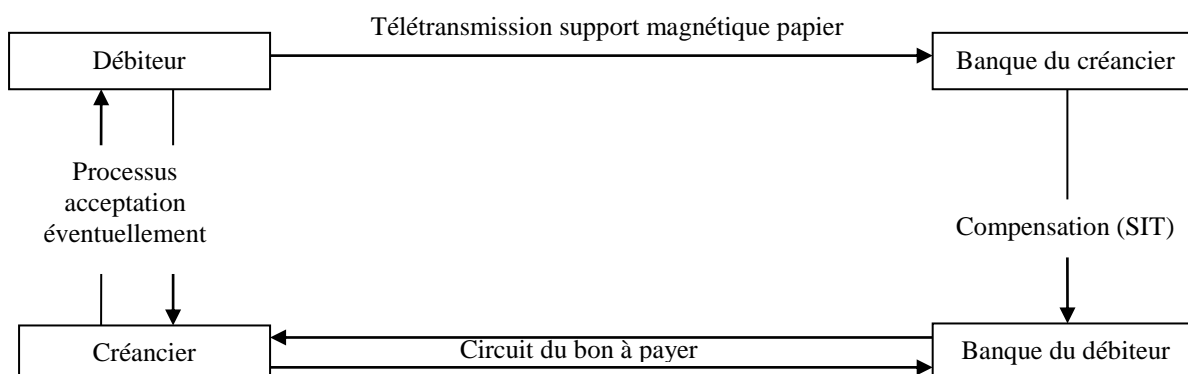 Télétransmission support magnétique papier
Débiteur
Banque du créancier
Processus
acceptation
éventuellement
Compensation (SIT)
Créancier
Circuit du bon à payer
Banque du débiteur